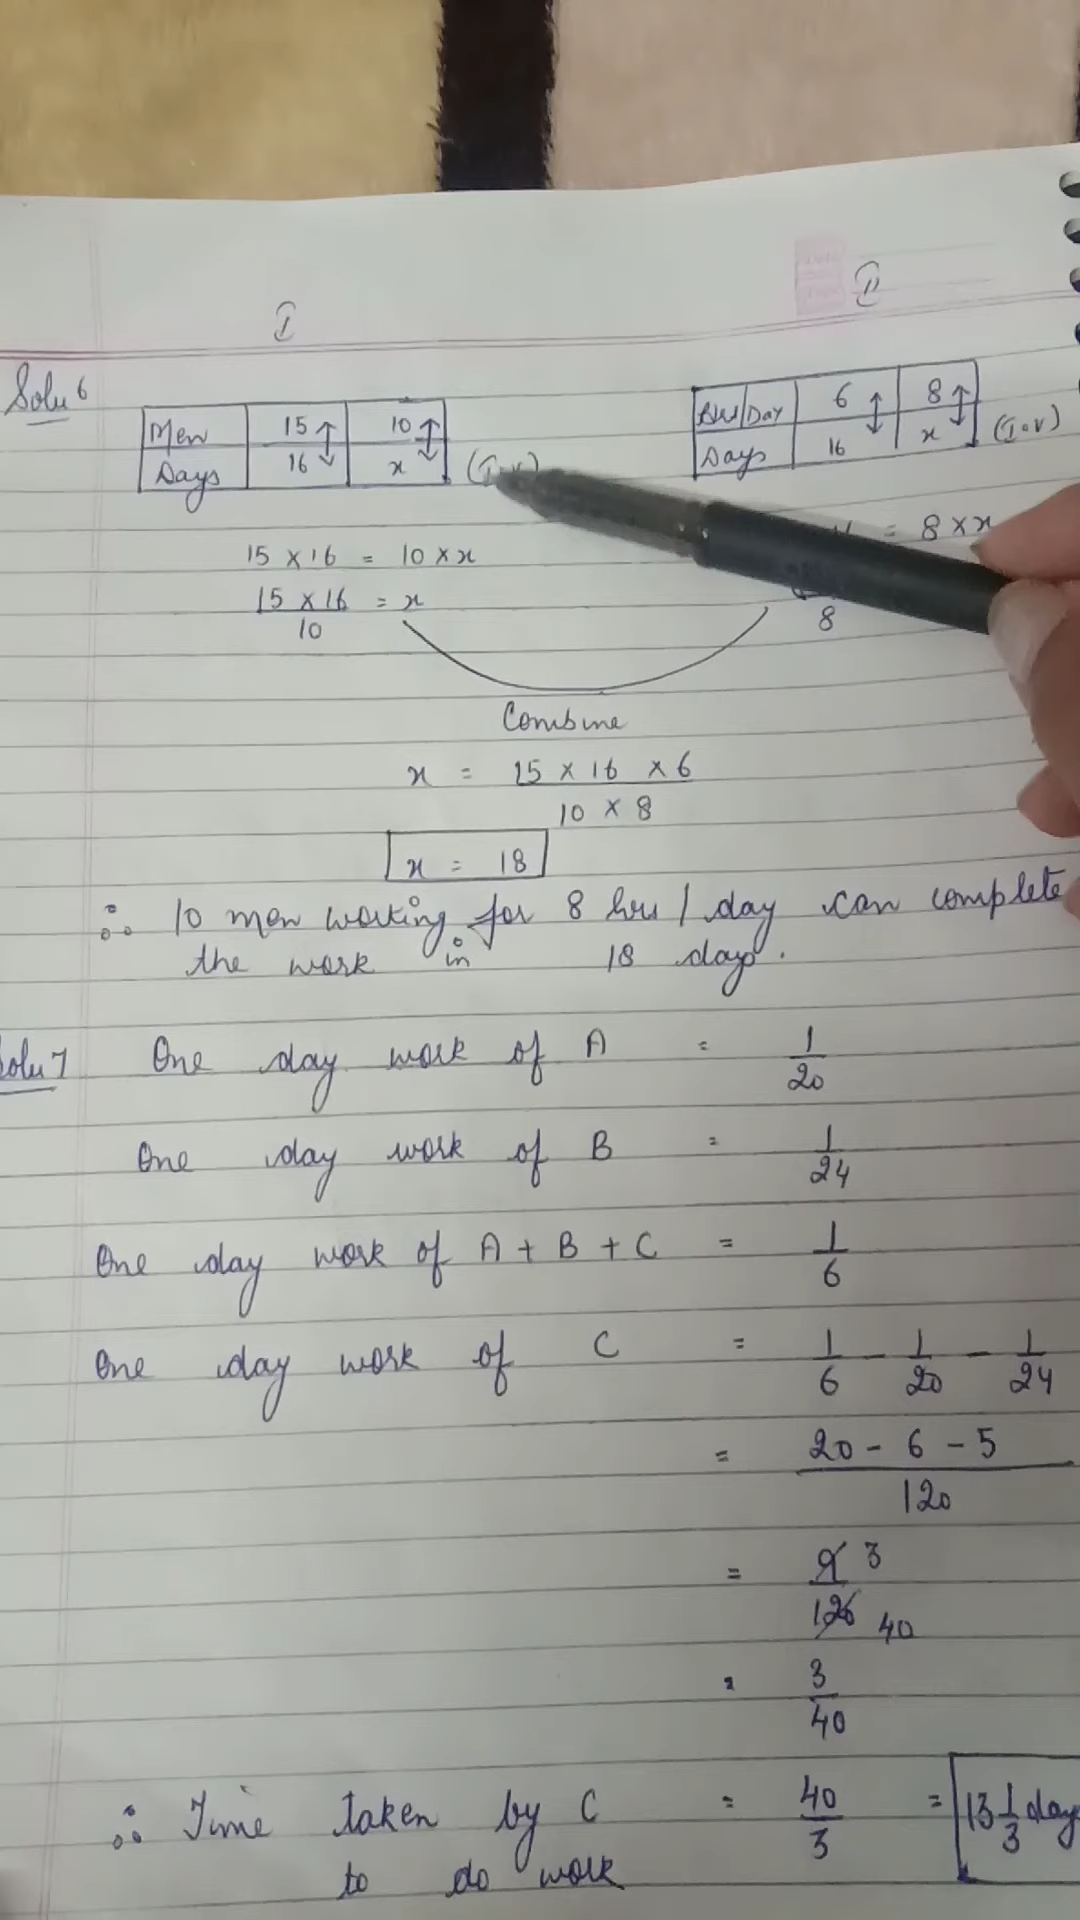 I II
Solu 6
Men 15 10
Days 16 x
Hrs/Day 6 8
Days 16 x (I.V)
15 × 16 = 10 × x
= 8 × x
15 × 16 = x
10
8
Combine
x = 15 × 16 × 6
10 × 8
x = 18
∴ 10 men working for 8 hrs / day can complete
the work in 18 days.
Solu 7 One day work of A = 1
20
One day work of B = 1
24
One day work of A + B + C = 1
6
One day work of C = 1 - 1 - 1
6 20 24
= 20 - 6 - 5
120
= 9 3
120 40
= 3
40
∴ Time taken by C = 40 = 13 1 day
3 3
to do work